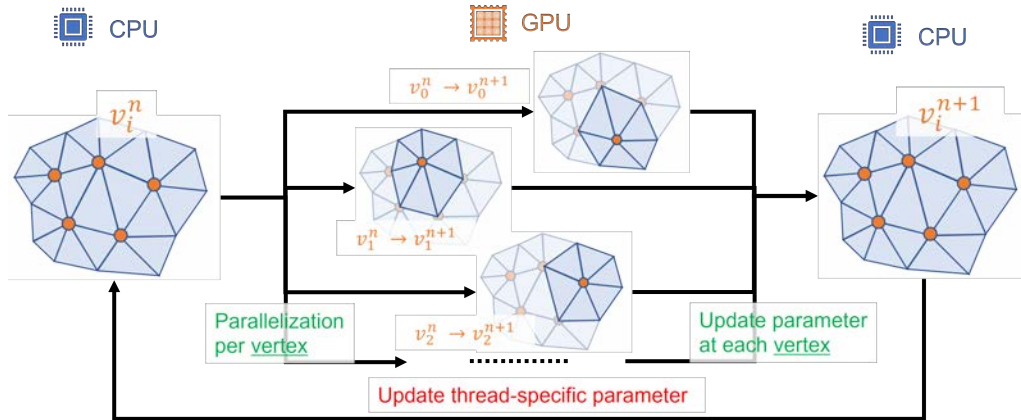 CPU
GPU
CPU
v_i^n
v_0^n → v_0^{n+1}
v_i^{n+1}
v_1^n → v_1^{n+1}
Parallelization
per vertex
v_2^n → v_2^{n+1}
Update parameter
at each vertex
Update thread-specific parameter